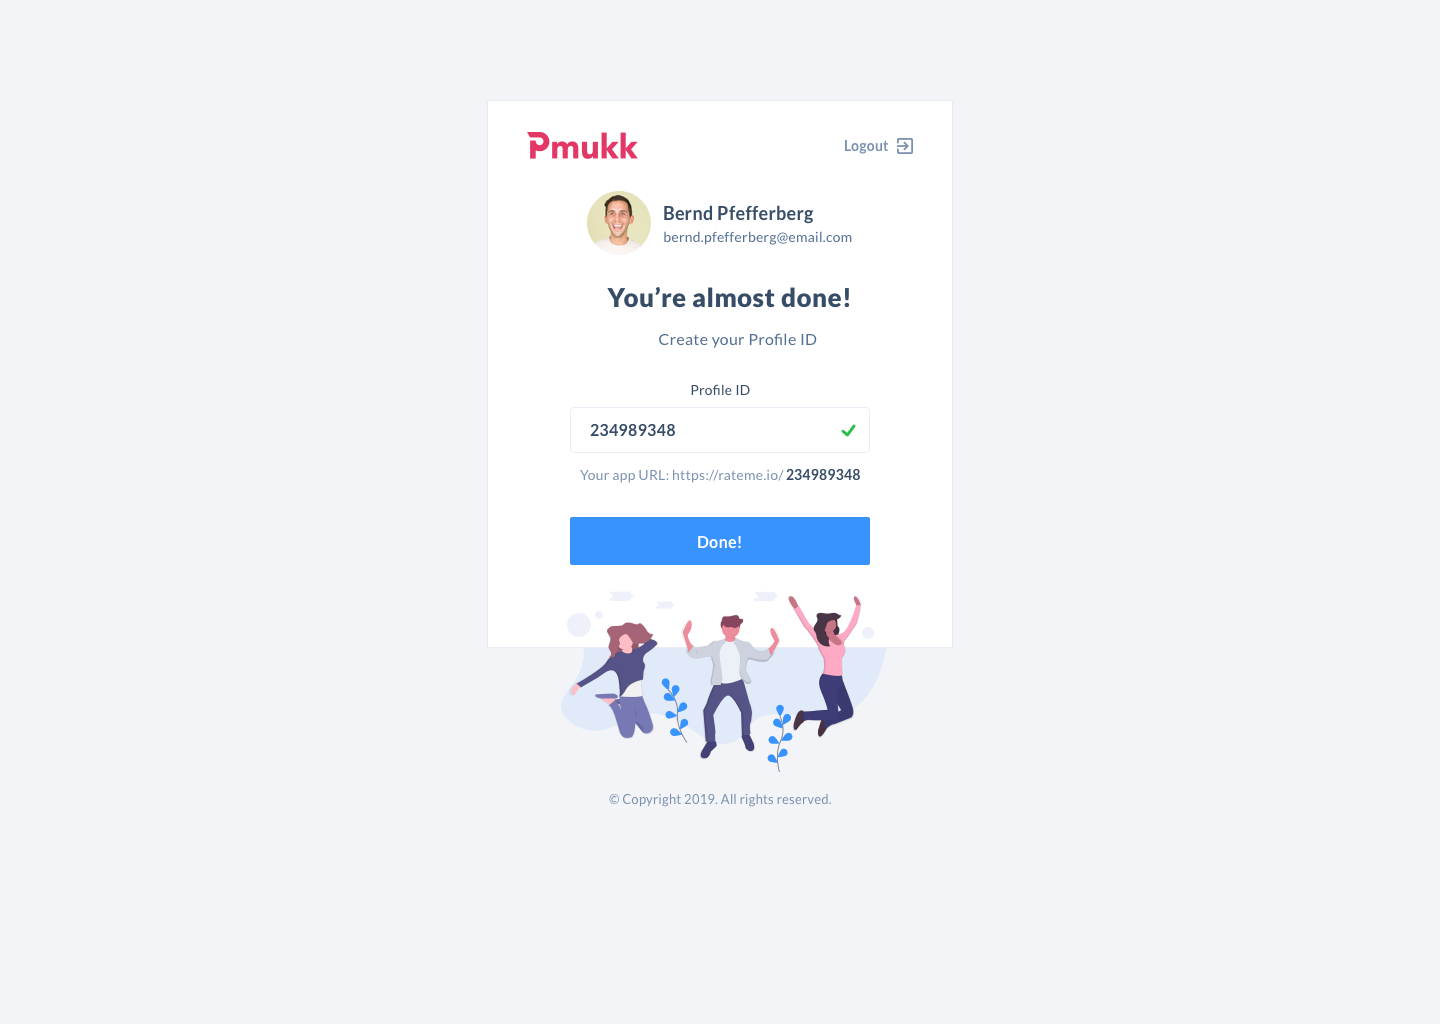 Pmukk
Logout
Bernd Pfefferberg
bernd.pfefferberg@email.com
You’re almost done!
Create your Profile ID
Profile ID
234989348
Your app URL: https://rateme.io/ 234989348
Done!
© Copyright 2019. All rights reserved.